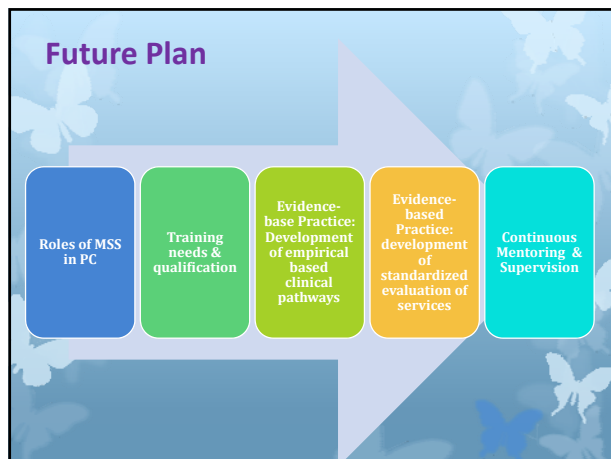 Future Plan
Roles of MSS
in PC
Training
needs &
qualification
Evidence-
base Practice:
Development
of empirical
based
clinical
pathways
Evidence-
based
Practice:
development
of
standardized
evaluation of
services
Continuous
Mentoring &
Supervision